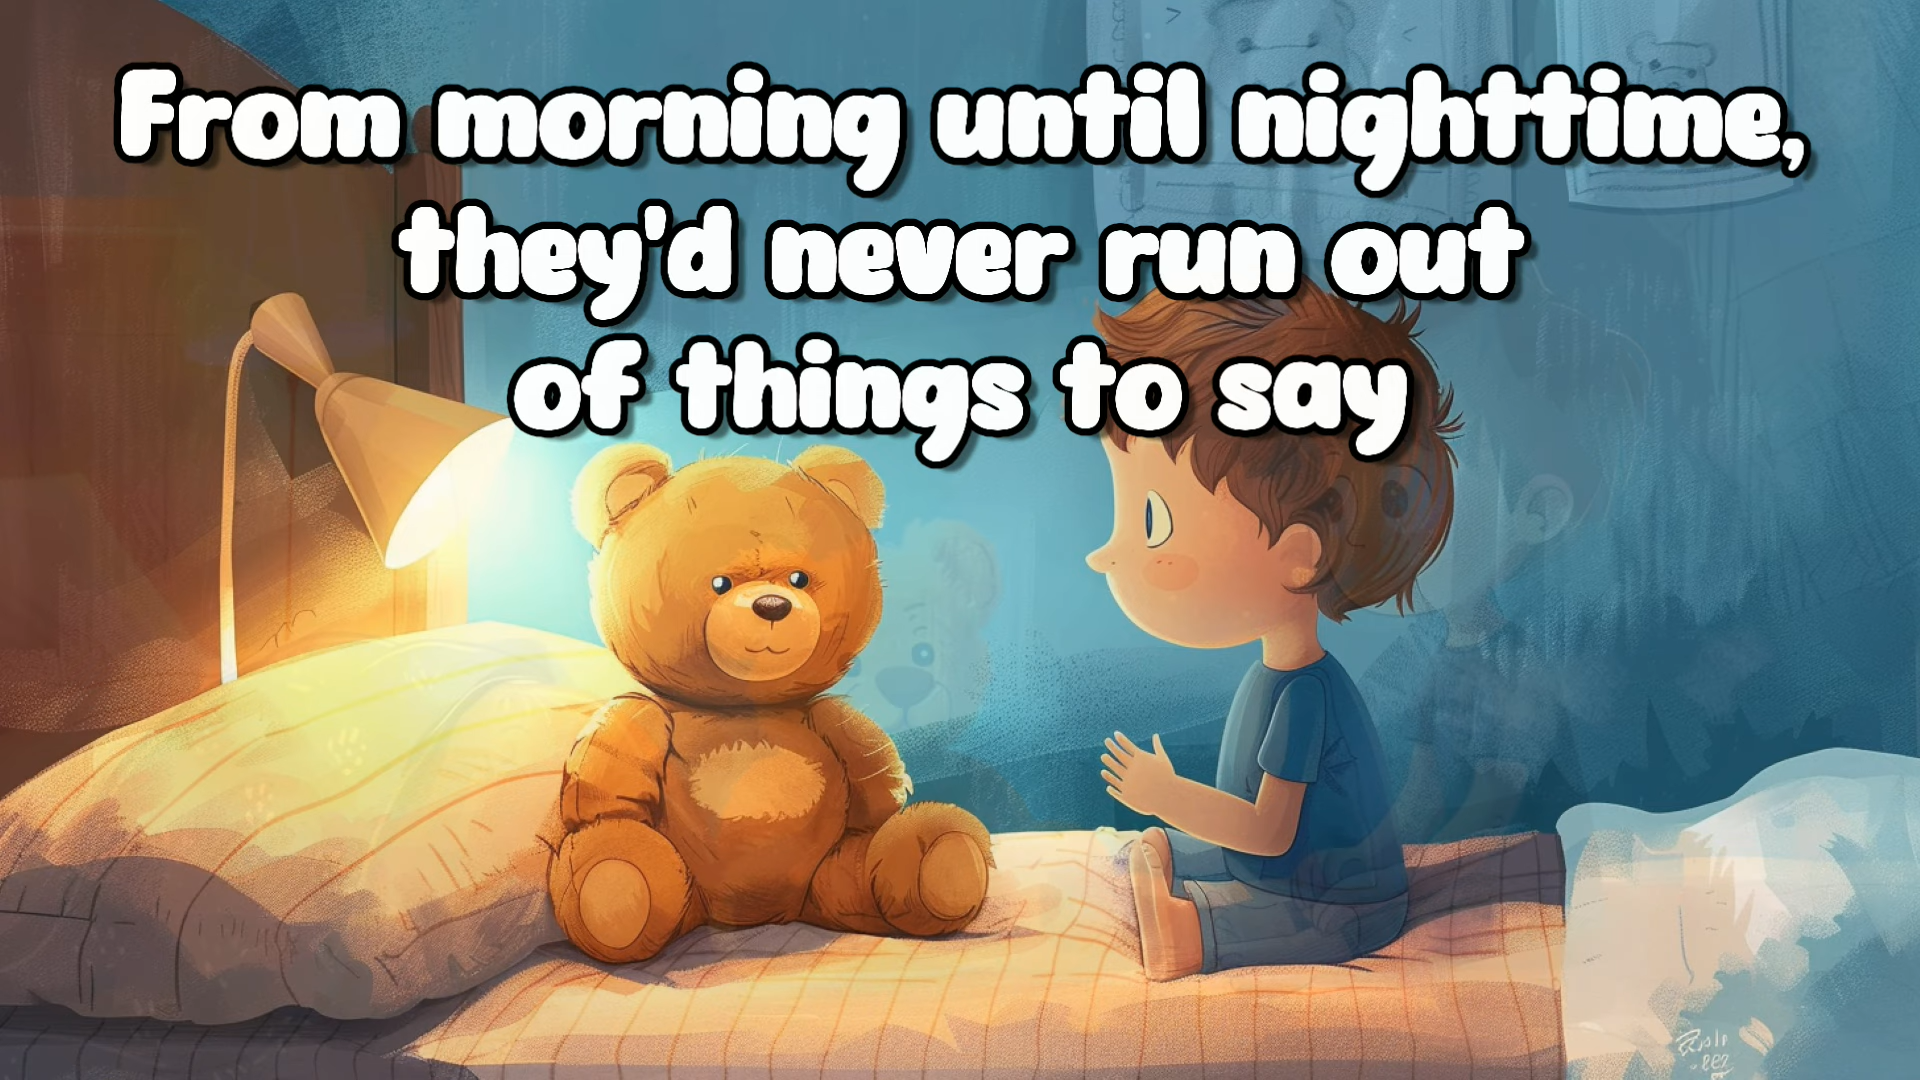 From morning until nighttime,
they'd never run out
of things to say